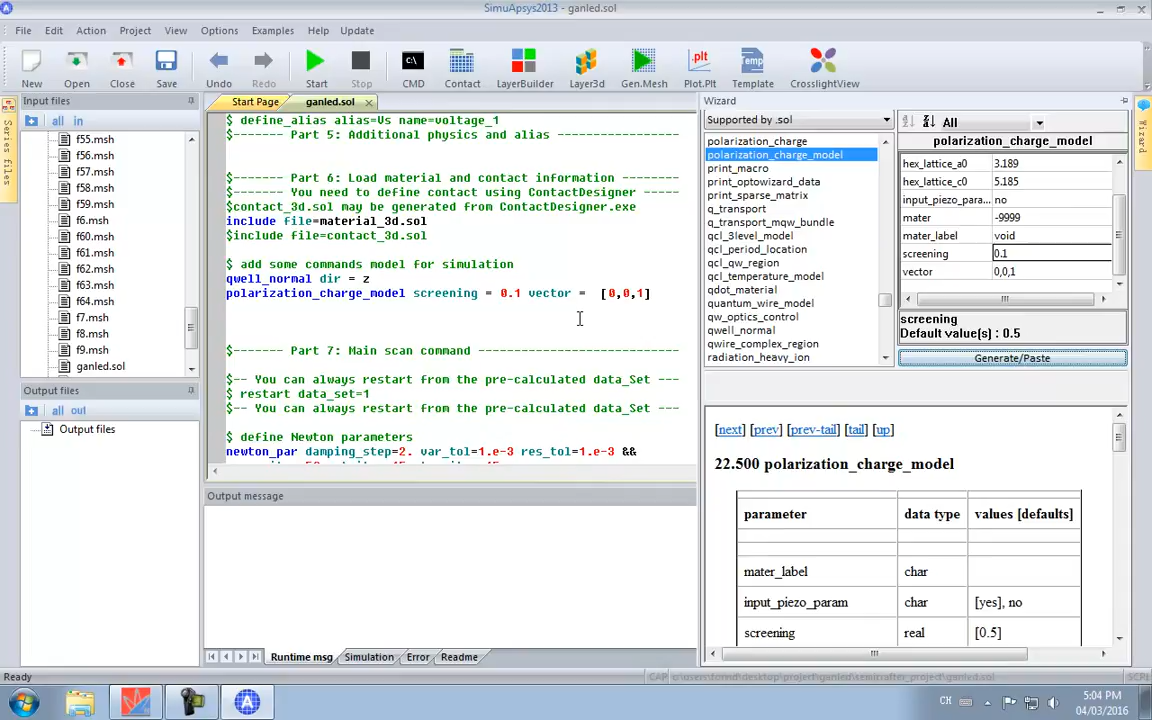 SimuApsys2013 - ganled.sol
File Edit Action Project View Options Examples Help Update
New Open Close Save Undo Redo Start Stop CMD Contact LayerBuilder Layer3d Gen.Mesh Plot.Plt Template CrosslightView
Input files
all in
f55.msh
f56.msh
f57.msh
f58.msh
f59.msh
f6.msh
f60.msh
f61.msh
f62.msh
f63.msh
f64.msh
f7.msh
f8.msh
f9.msh
ganled.sol
Output files
all out
Output files
Series files
Start Page ganled.sol
$ define_alias alias=Vs name=voltage_1
$------- Part 5: Additional physics and alias -----------------
$------- Part 6: Load material and contact information --------
$------- You need to define contact using ContactDesigner -----
$contact_3d.sol may be generated from ContactDesigner.exe
include file=material_3d.sol
$include file=contact_3d.sol
$ add some commands model for simulation
qwell_normal dir = z
polarization_charge_model screening = 0.1 vector = [0,0,1]
$------- Part 7: Main scan command ----------------------------
$-- You can always restart from the pre-calculated data_Set ---
$ restart data_set=1
$-- You can always restart from the pre-calculated data_Set ---
$ define Newton parameters
newton_par damping_step=2. var_tol=1.e-3 res_tol=1.e-3 &&
Output message
Runtime msg Simulation Error Readme
Wizard
Supported by .sol
polarization_charge
polarization_charge_model
print_macro
print_optowizard_data
print_sparse_matrix
q_transport
q_transport_mqw_bundle
qcl_3level_model
qcl_period_location
qcl_qw_region
qcl_temperature_model
qdot_material
quantum_wire_model
qw_optics_control
qwell_normal
qwire_complex_region
radiation_heavy_ion
All
polarization_charge_model
hex_lattice_a0 3.189
hex_lattice_c0 5.185
input_piezo_para... no
mater -9999
mater_label void
screening 0.1
vector 0,0,1
screening
Default value(s) : 0.5
Generate/Paste
[next] [prev] [prev-tail] [tail] [up]
22.500 polarization_charge_model
parameter data type values [defaults]
mater_label char
input_piezo_param char [yes], no
screening real [0.5]
Wizard
Ready
CAP
SCRL
CH
5:04 PM
04/03/2016